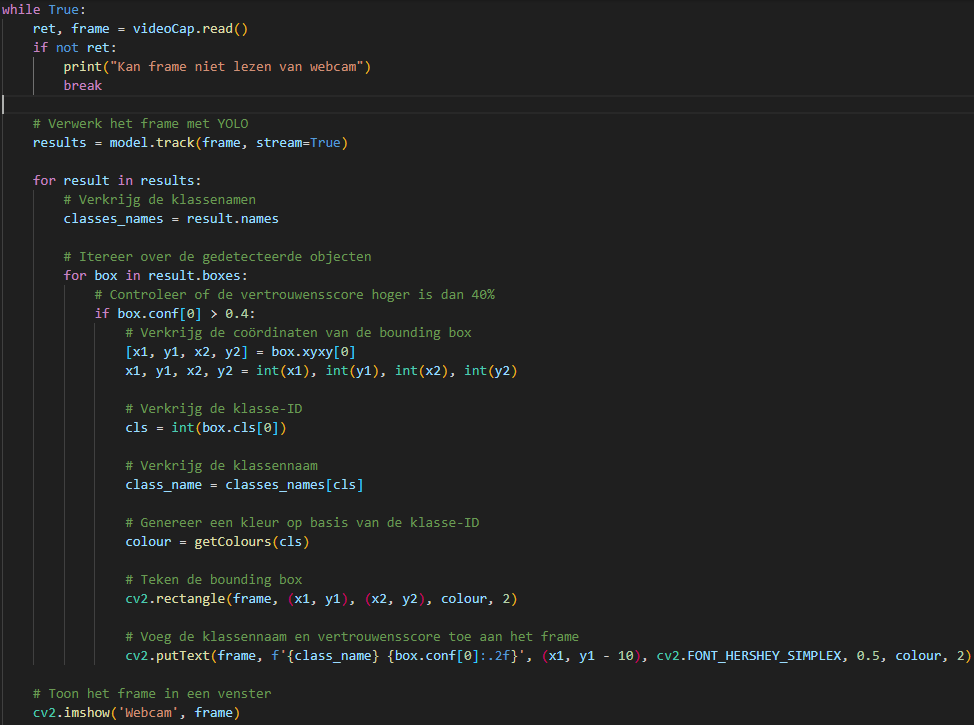 while True:
    ret, frame = videoCap.read()
    if not ret:
        print("Kan frame niet lezen van webcam")
        break

    # Verwerk het frame met YOLO
    results = model.track(frame, stream=True)

    for result in results:
        # Verkrijg de klassenamen
        classes_names = result.names

        # Itereer over de gedetecteerde objecten
        for box in result.boxes:
            # Controleer of de vertrouwensscore hoger is dan 40%
            if box.conf[0] > 0.4:
                # Verkrijg de coördinaten van de bounding box
                [x1, y1, x2, y2] = box.xyxy[0]
                x1, y1, x2, y2 = int(x1), int(y1), int(x2), int(y2)

                # Verkrijg de klasse-ID
                cls = int(box.cls[0])

                # Verkrijg de klassennaam
                class_name = classes_names[cls]

                # Genereer een kleur op basis van de klasse-ID
                colour = getColours(cls)

                # Teken de bounding box
                cv2.rectangle(frame, (x1, y1), (x2, y2), colour, 2)

                # Voeg de klassennaam en vertrouwensscore toe aan het frame
                cv2.putText(frame, f'{class_name} {box.conf[0]:.2f}', (x1, y1 - 10), cv2.FONT_HERSHEY_SIMPLEX, 0.5, colour, 2)

    # Toon het frame in een venster
    cv2.imshow('Webcam', frame)